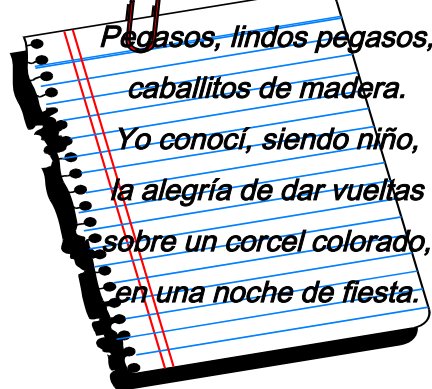 Pegasos, lindos pegasos,
caballitos de madera.
Yo conocí, siendo niño,
la alegría de dar vueltas
sobre un corcel colorado,
en una noche de fiesta.